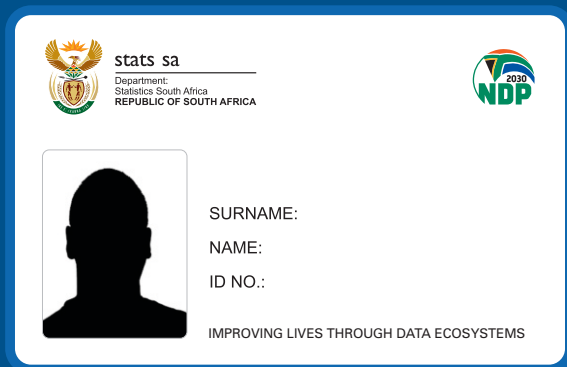 stats sa
Department:
Statistics South Africa
REPUBLIC OF SOUTH AFRICA
2030
NDP
SURNAME:
NAME:
ID NO.:
IMPROVING LIVES THROUGH DATA ECOSYSTEMS